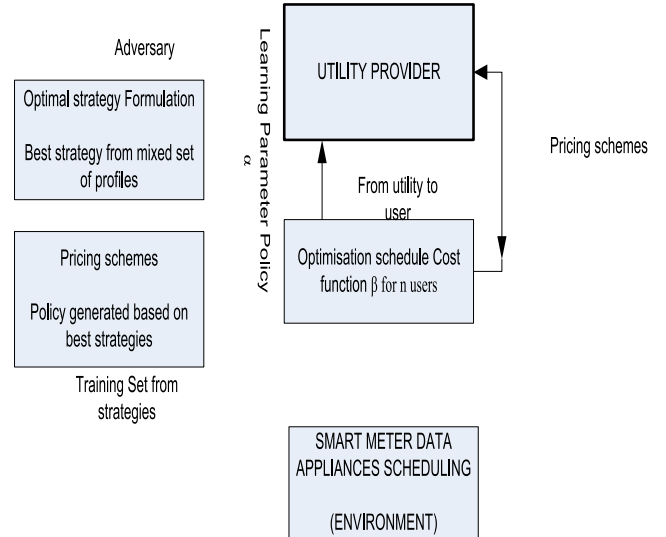 Adversary
Optimal strategy Formulation
Best strategy from mixed set
of profiles
Pricing schemes
Policy generated based on
best strategies
Training Set from
strategies
Learning Parameter Policy
α
UTILITY PROVIDER
From utility to
user
Optimisation schedule Cost
function β for n users
Pricing schemes
SMART METER DATA
APPLIANCES SCHEDULING
(ENVIRONMENT)